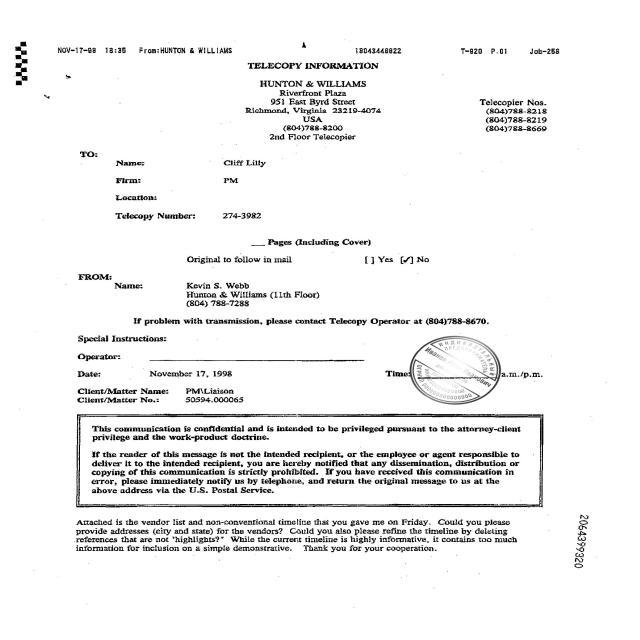 NOV-17-98 18:35 From:HUNTON & WILLIAMS 18043448822 T-820 P.01 Job-258
TELECOPY INFORMATION
HUNTON & WILLIAMS
Riverfront Plaza
951 East Byrd Street
Richmond, Virginia 23219-4074
USA
(804)788-8200
2nd Floor Telecopier
Telecopier Nos.
(804)788-8218
(804)788-8219
(804)788-8669
TO:
Name: Cliff Lilly
Firm: PM
Location:
Telecopy Number: 274-3982
___ Pages (Including Cover)
Original to follow in mail [ ] Yes [✓] No
FROM:
Name: Kevin S. Webb
Hunton & Williams (11th Floor)
(804) 788-7288
If problem with transmission, please contact Telecopy Operator at (804)788-8670.
Special Instructions:
Operator:
Date: November 17, 1998 Time: a.m./p.m.
Client/Matter Name: PM\Liaison
Client/Matter No.: 50594.000065
This communication is confidential and is intended to be privileged pursuant to the attorney-client
privilege and the work-product doctrine.
If the reader of this message is not the intended recipient, or the employee or agent responsible to
deliver it to the intended recipient, you are hereby notified that any dissemination, distribution or
copying of this communication is strictly prohibited. If you have received this communication in
error, please immediately notify us by telephone, and return the original message to us at the
above address via the U.S. Postal Service.
Attached is the vendor list and non-conventional timeline that you gave me on Friday. Could you please
provide addresses (city and state) for the vendors? Could you also please refine the timeline by deleting
references that are not "highlights?" While the current timeline is highly informative, it contains too much
information for inclusion on a simple demonstrative. Thank you for your cooperation.
2064399320